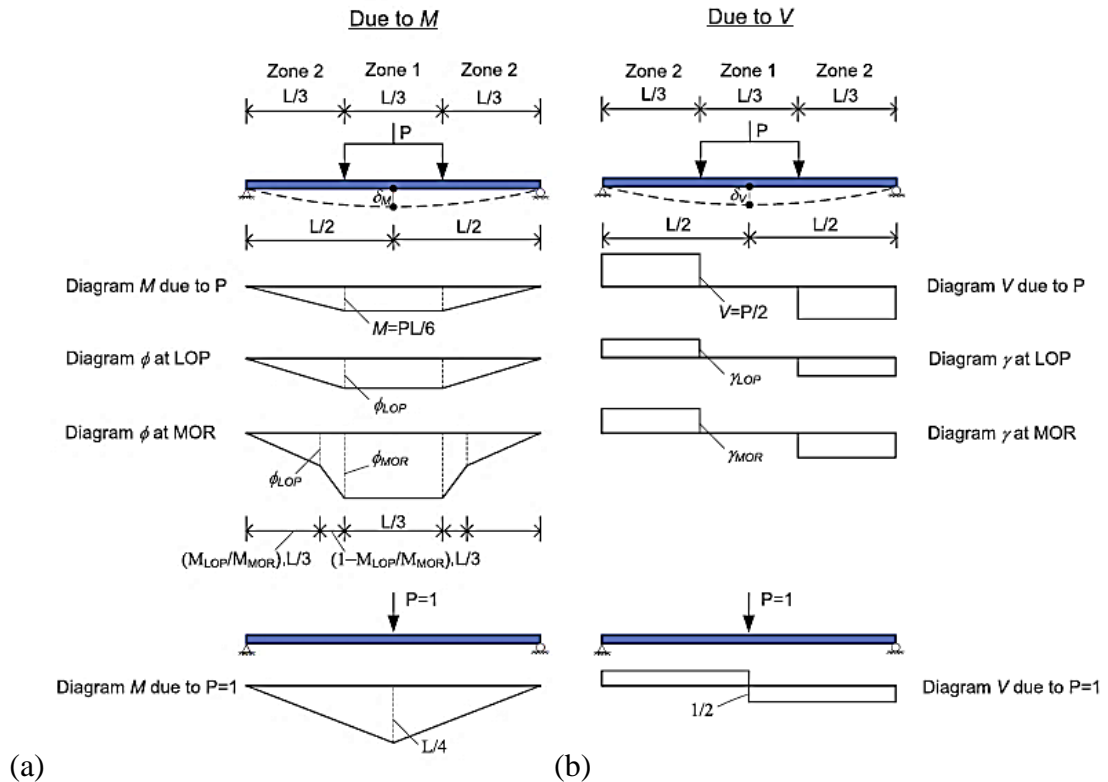 Due to M
Due to V
Zone 2 Zone 1 Zone 2
L/3 L/3 L/3
P
δM
L/2 L/2
Zone 2 Zone 1 Zone 2
L/3 L/3 L/3
P
δV
L/2 L/2
Diagram M due to P
M=PL/6
V=P/2
Diagram V due to P
Diagram ϕ at LOP
ϕLOP
γLOP
Diagram γ at LOP
Diagram ϕ at MOR
ϕLOP
ϕMOR
γMOR
Diagram γ at MOR
L/3
(MLOP/MMOR).L/3 (1−MLOP/MMOR).L/3
P=1
P=1
Diagram M due to P=1
L/4
1/2
Diagram V due to P=1
(a)
(b)